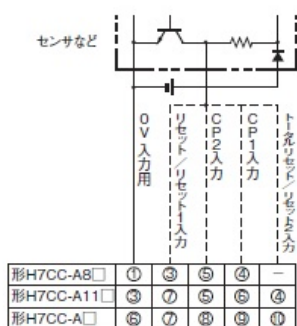 センサなど
0V入力用
リセット/リセット1入力
CP2入力
CP1入力
トータルリセット/リセット2入力
形H7CC-A8□ ① ③ ⑤ ④ −
形H7CC-A11□ ③ ⑦ ⑤ ⑥ ④
形H7CC-A□ ⑥ ⑦ ⑧ ⑨ ⑩